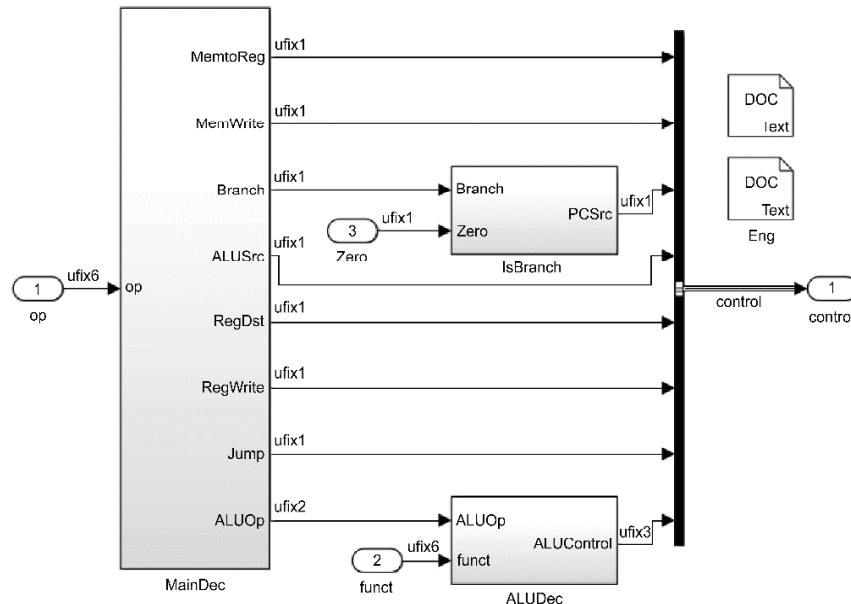 MemtoReg
ufix1
MemWrite
ufix1
DOC
Text
Branch
ufix1
Branch
PCSrc
ufix1
DOC
Text
Eng
3
ufix1
Zero
Zero
IsBranch
ALUSrc
ufix1
1
ufix6
op
op
control
1
control
RegDst
ufix1
RegWrite
ufix1
Jump
ufix1
ALUOp
ufix2
ALUOp
ALUControl
ufix3
2
ufix6
funct
funct
MainDec
ALUDec